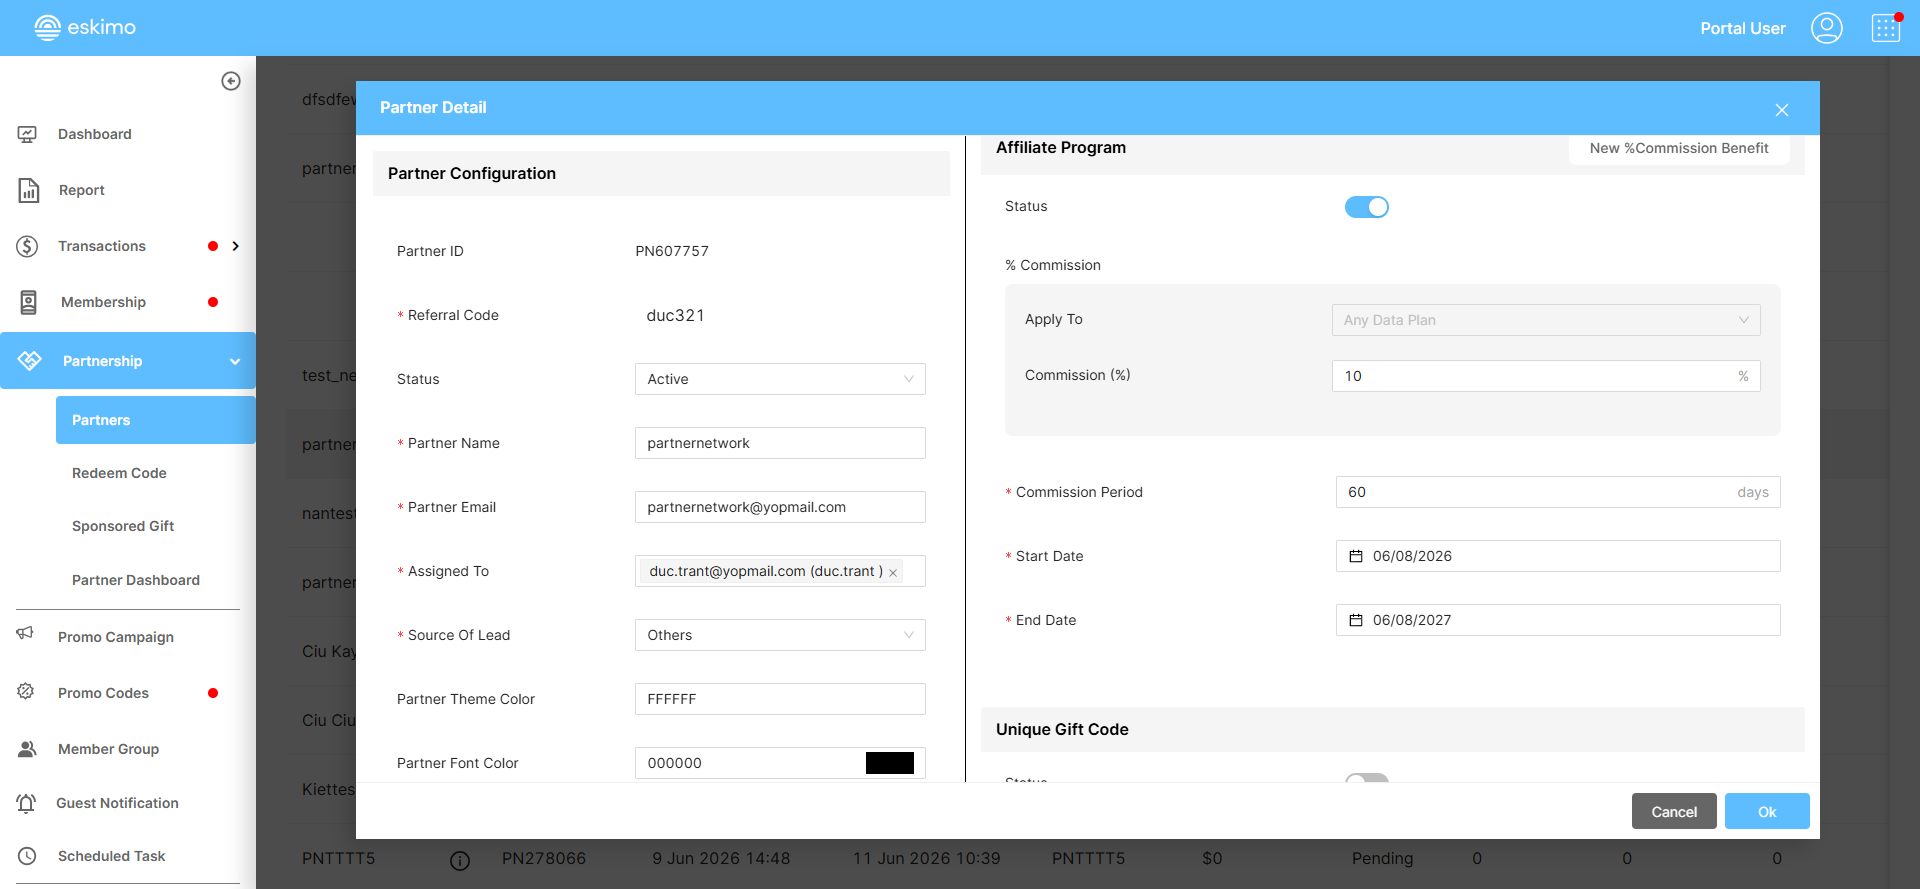 eskimo
Portal User
Dashboard
Report
Transactions
Membership
Partnership
Partners
Redeem Code
Sponsored Gift
Partner Dashboard
Promo Campaign
Promo Codes
Member Group
Guest Notification
Scheduled Task
Partner Detail
Partner Configuration
Partner ID PN607757
* Referral Code duc321
Status Active
* Partner Name partnernetwork
* Partner Email partnernetwork@yopmail.com
* Assigned To duc.trant@yopmail.com (duc.trant )
* Source Of Lead Others
Partner Theme Color FFFFFF
Partner Font Color 000000
Affiliate Program New %Commission Benefit
Status
% Commission
Apply To Any Data Plan
Commission (%) 10 %
* Commission Period 60 days
* Start Date 06/08/2026
* End Date 06/08/2027
Unique Gift Code
Status
Cancel Ok
partner
test_ne
partner
nantest
partner
Ciu Kay
Ciu Ciu
Kiettes
PNTTTT5 PN278066 9 Jun 2026 14:48 11 Jun 2026 10:39 PNTTTT5 $0 Pending 0 0 0